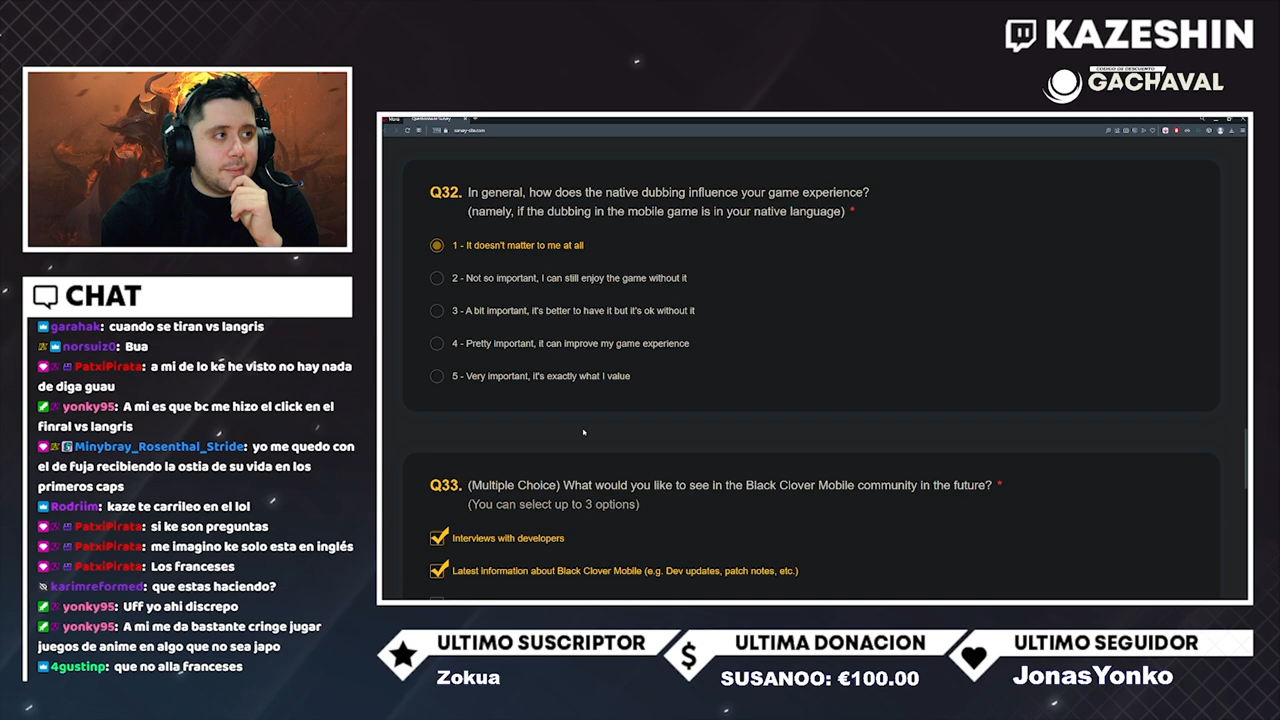 KAZESHIN
CODIGO DE DESCUENTO
GACHAVAL
survey-site.com
Q32. In general, how does the native dubbing influence your game experience?
(namely, if the dubbing in the mobile game is in your native language) *
1 - It doesn't matter to me at all
2 - Not so important, I can still enjoy the game without it
3 - A bit important, it's better to have it but it's ok without it
4 - Pretty important, it can improve my game experience
5 - Very important, it's exactly what I value
Q33. (Multiple Choice) What would you like to see in the Black Clover Mobile community in the future? *
(You can select up to 3 options)
Interviews with developers
Latest information about Black Clover Mobile (e.g. Dev updates, patch notes, etc.)
CHAT
garahak: cuando se tiran vs langris
norsuiz0: Bua
PatxiPirata: a mi de lo ke he visto no hay nada
de diga guau
yonky95: A mi es que bc me hizo el click en el
finral vs langris
Minybray_Rosenthal_Stride: yo me quedo con
el de fuja recibiendo la ostia de su vida en los
primeros caps
Rodriim: kaze te carrileo en el lol
PatxiPirata: si ke son preguntas
PatxiPirata: me imagino ke solo esta en inglés
PatxiPirata: Los franceses
karimreformed: que estas haciendo?
yonky95: Uff yo ahi discrepo
yonky95: A mi me da bastante cringe jugar
juegos de anime en algo que no sea japo
4gustinp: que no alla franceses
ULTIMO SUSCRIPTOR
Zokua
ULTIMA DONACION
SUSANOO: €100.00
ULTIMO SEGUIDOR
JonasYonko